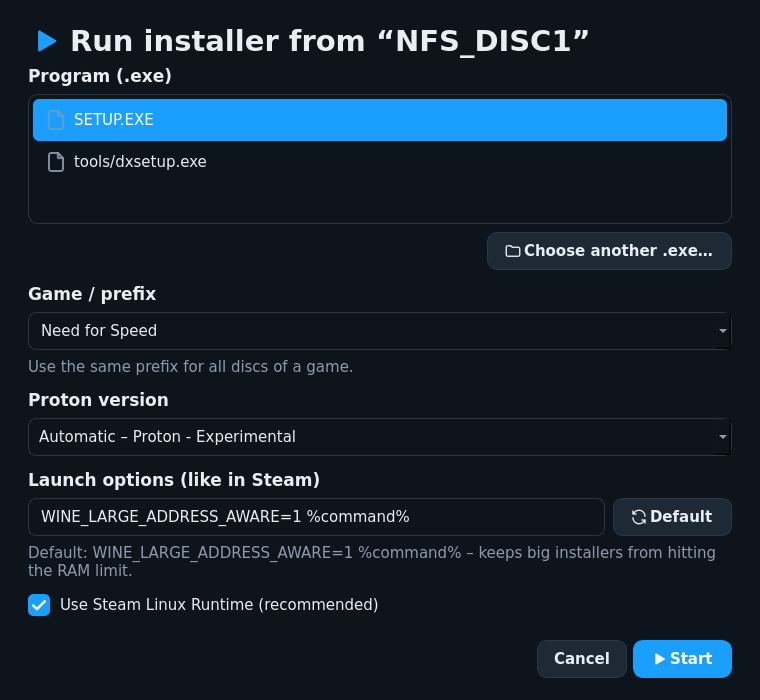 Run installer from “NFS_DISC1”
Program (.exe)
SETUP.EXE
tools/dxsetup.exe
Choose another .exe…
Game / prefix
Need for Speed
Use the same prefix for all discs of a game.
Proton version
Automatic – Proton - Experimental
Launch options (like in Steam)
WINE_LARGE_ADDRESS_AWARE=1 %command%
Default
Default: WINE_LARGE_ADDRESS_AWARE=1 %command% – keeps big installers from hitting
the RAM limit.
Use Steam Linux Runtime (recommended)
Cancel
Start